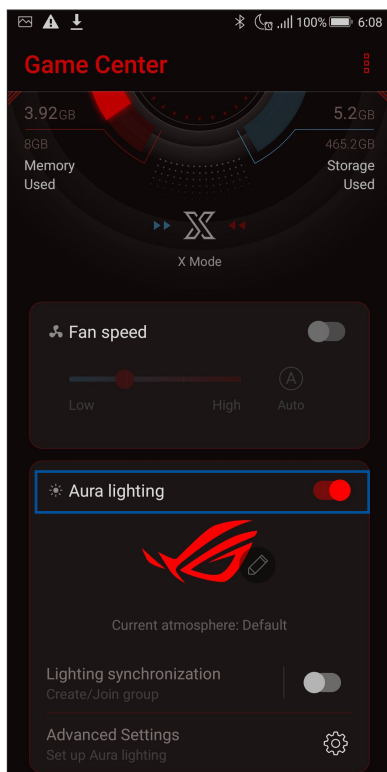 100% 6:08
Game Center
3.92GB 5.2GB
8GB 465.2GB
Memory Storage
Used Used
X Mode
Fan speed
A
Low High Auto
Aura lighting
Current atmosphere: Default
Lighting synchronization
Create/Join group
Advanced Settings
Set up Aura lighting